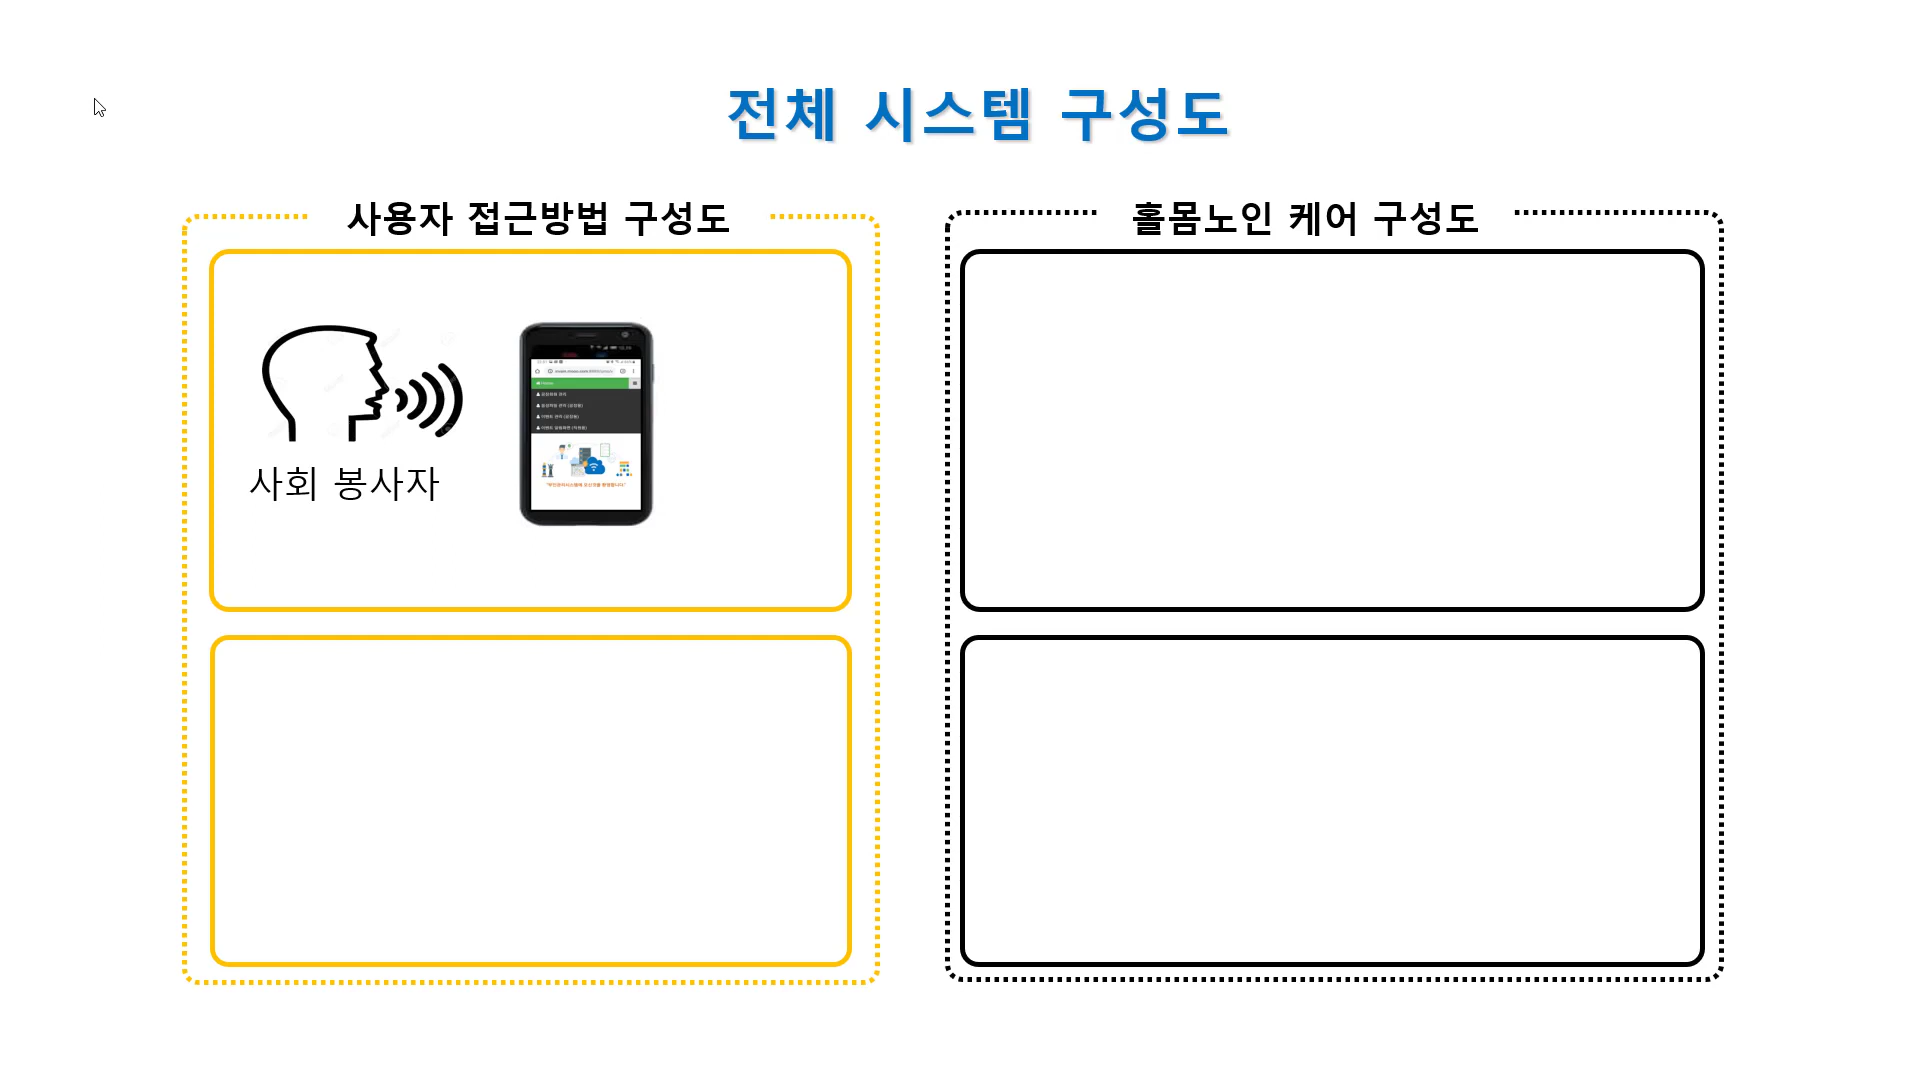 전체 시스템 구성도
사용자 접근방법 구성도
홀몸노인 케어 구성도
사회 봉사자
Home